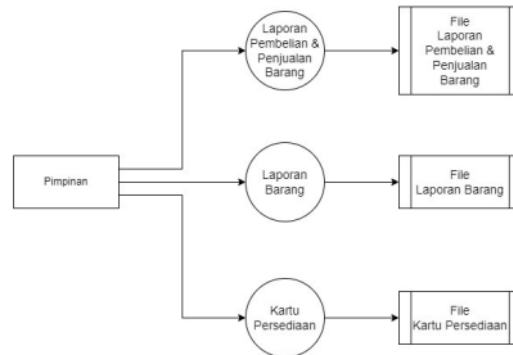 Laporan
Pembelian &
Penjualan
Barang
File
Laporan
Pembelian &
Penjualan
Barang
Pimpinan
Laporan
Barang
File
Laporan Barang
Kartu
Persediaan
File
Kartu Persediaan